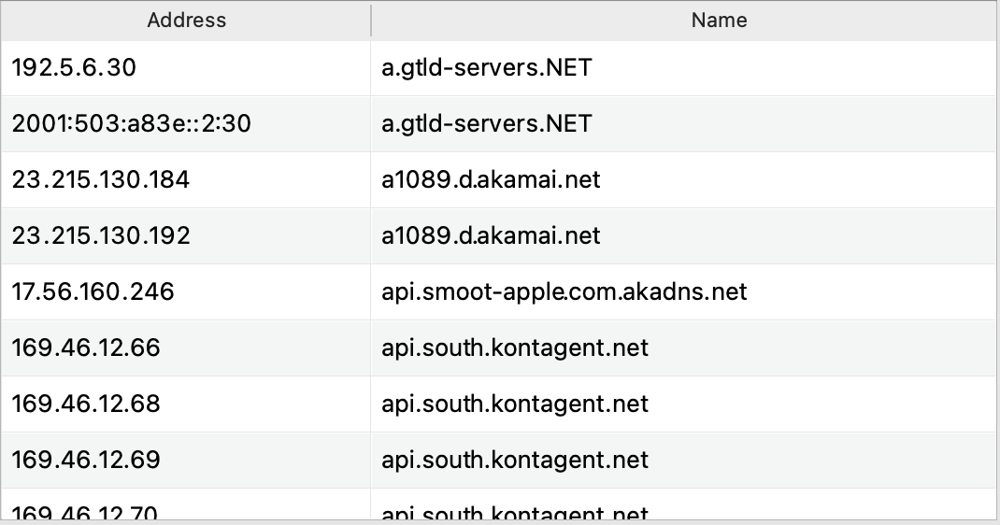 Address Name
192.5.6.30 a.gtld-servers.NET
2001:503:a83e::2:30 a.gtld-servers.NET
23.215.130.184 a1089.d.akamai.net
23.215.130.192 a1089.d.akamai.net
17.56.160.246 api.smoot-apple.com.akadns.net
169.46.12.66 api.south.kontagent.net
169.46.12.68 api.south.kontagent.net
169.46.12.69 api.south.kontagent.net
169.46.12.70 api.south.kontagent.net